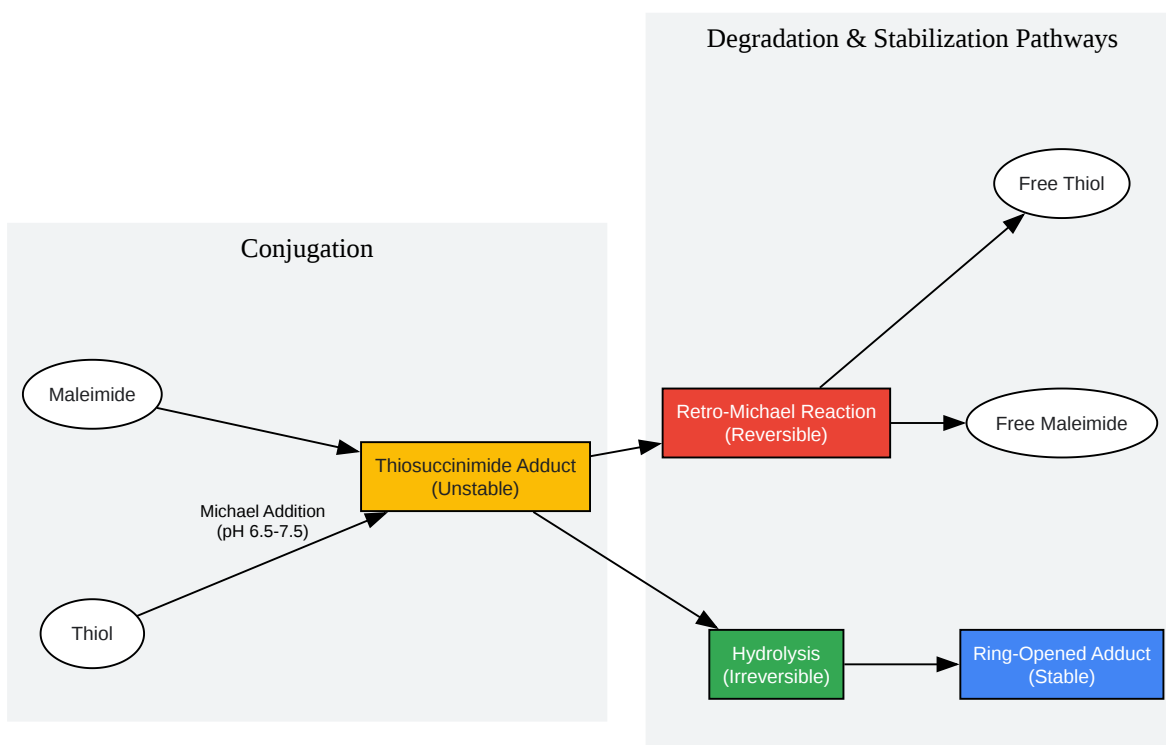 Degradation & Stabilization Pathways
Free Thiol
Conjugation
Maleimide
Retro-Michael Reaction
(Reversible)
Free Maleimide
Thiosuccinimide Adduct
(Unstable)
Michael Addition
(pH 6.5-7.5)
Thiol
Hydrolysis
(Irreversible)
Ring-Opened Adduct
(Stable)